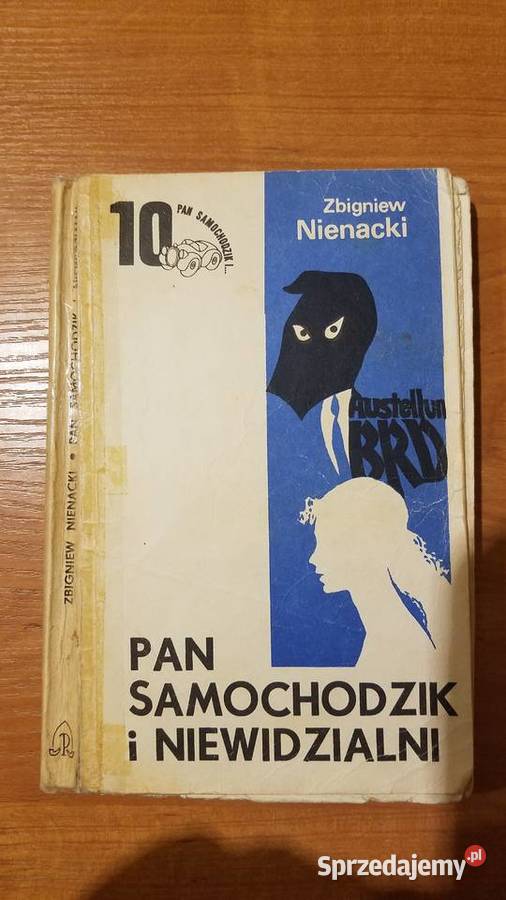 10
PAN SAMOCHODZIK I...
Zbigniew
Nienacki
Austellun
BRD
PAN
SAMOCHODZIK
i NIEWIDZIALNI
ZBIGNIEW NIENACKI • PAN SAMOCHODZIK I
Sprzedajemy.pl